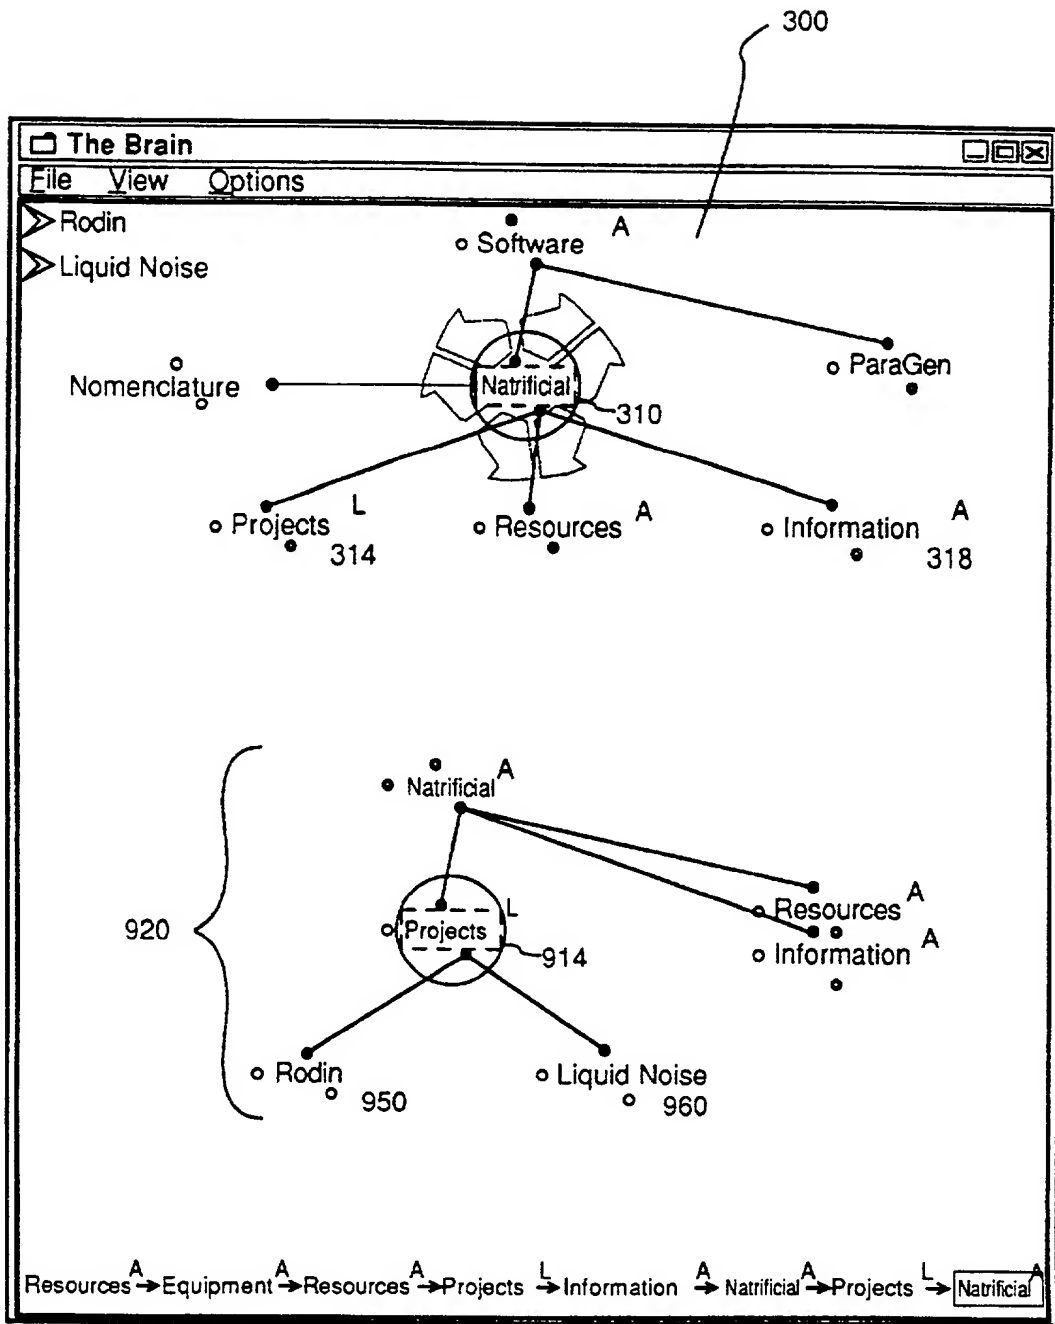 300
The Brain
File View Options
Rodin
Software A
Liquid Noise
ParaGen
Nomenclature
Natrificial
310
Projects L
Resources A
Information A
314
318
Natrificial A
Resources A
920
Projects L
Information A
914
Rodin
Liquid Noise
950
960
Resources A → Equipment A → Resources A → Projects L → Information A → Natrificial A → Projects L → Natrificial A